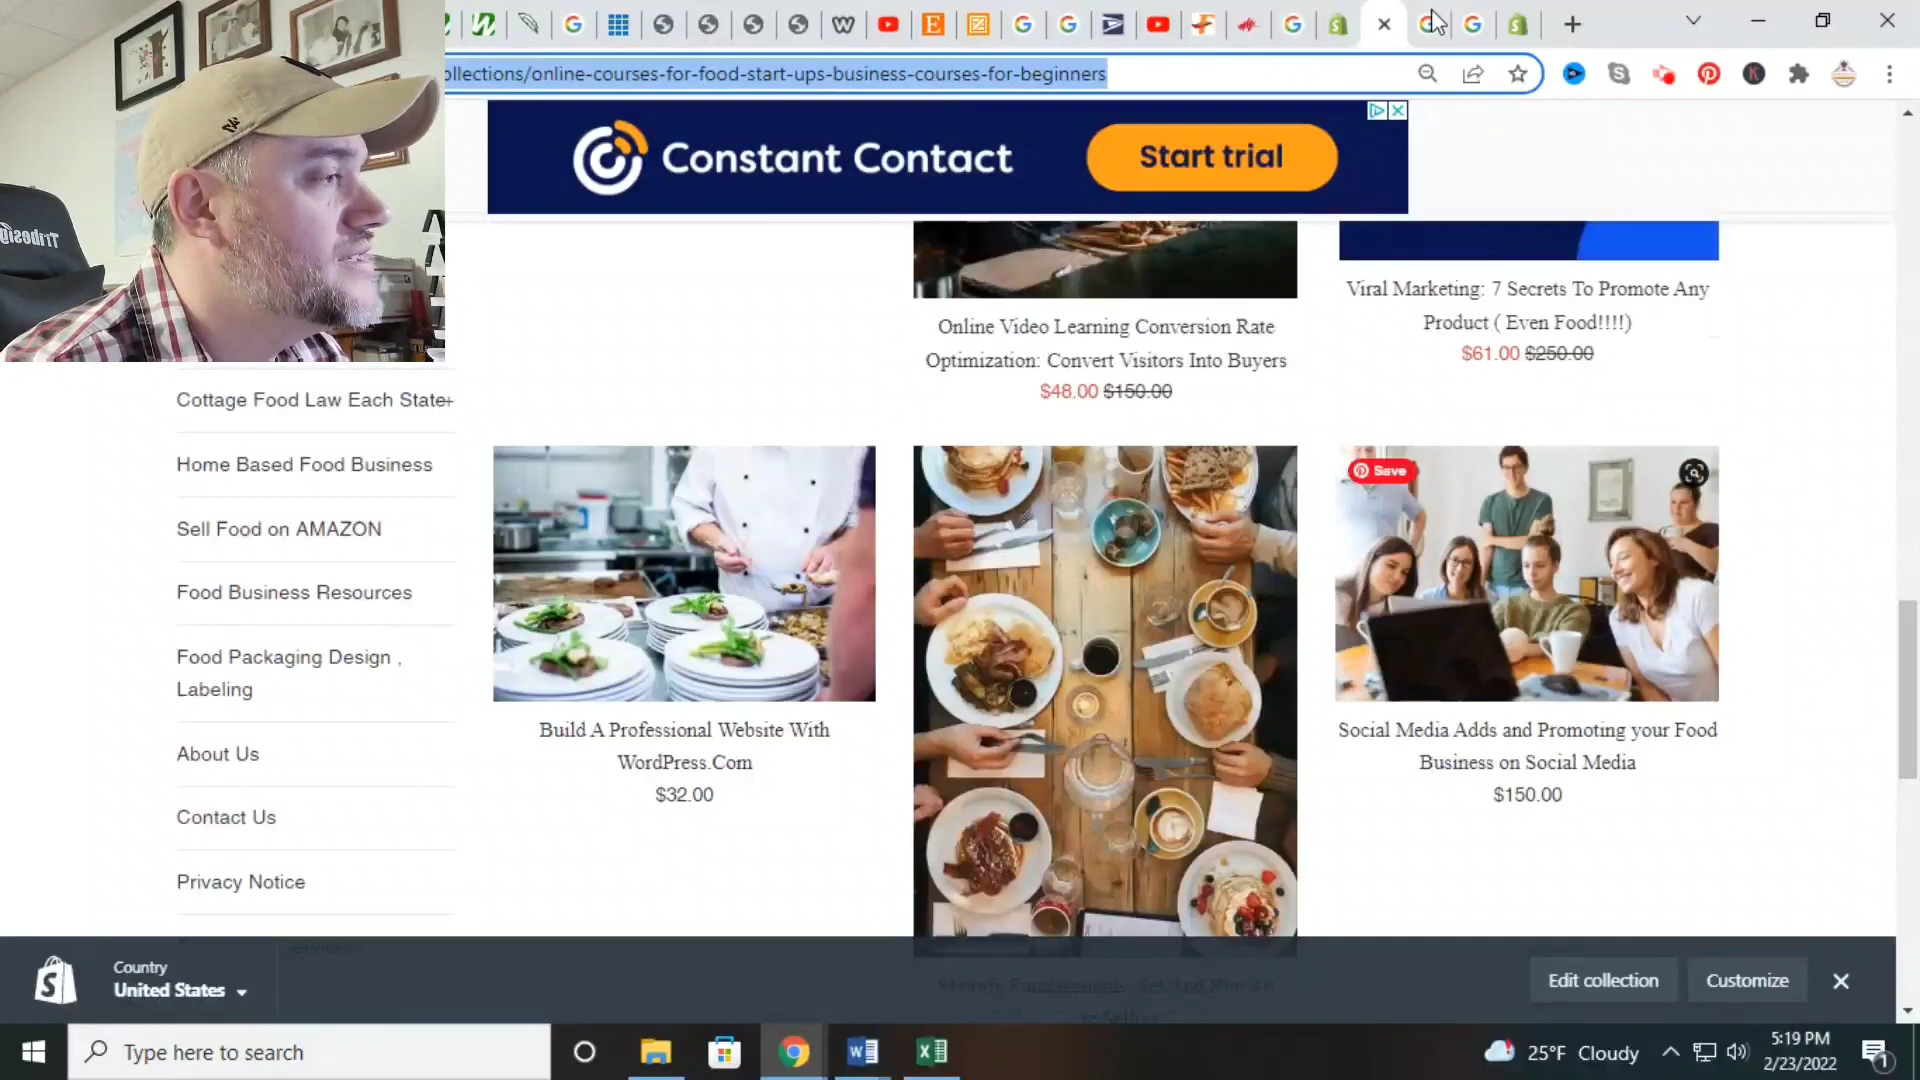 ollections/online-courses-for-food-start-ups-business-courses-for-beginners
Constant Contact
Start trial
Tribesig
Online Video Learning Conversion Rate
Optimization: Convert Visitors Into Buyers
$48.00 $150.00
Viral Marketing: 7 Secrets To Promote Any
Product ( Even Food!!!!)
$61.00 $250.00
Cottage Food Law Each State+
Home Based Food Business
Sell Food on AMAZON
Food Business Resources
Food Packaging Design ,
Labeling
About Us
Contact Us
Privacy Notice
Save
Build A Professional Website With
WordPress.Com
$32.00
Social Media Adds and Promoting your Food
Business on Social Media
$150.00
Country
United States
Edit collection
Customize
Type here to search
25°F Cloudy
5:19 PM
2/23/2022
1